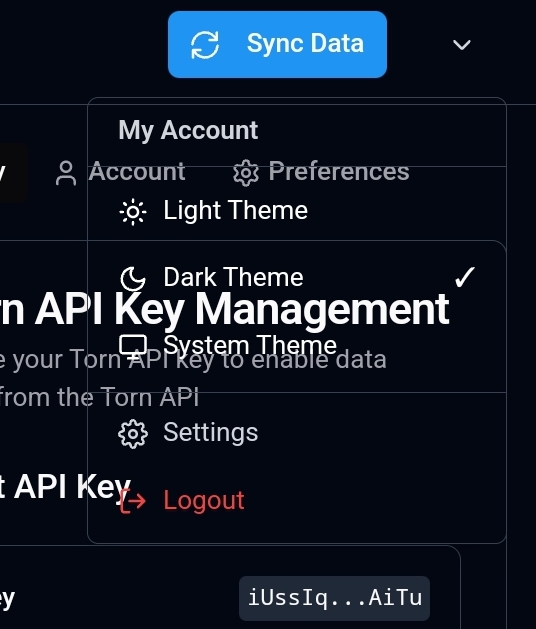 Sync Data
My Account
y
Account
Preferences
Light Theme
Dark Theme
✓
rn API Key Management
System Theme
e your Torn API key to enable data
from the Torn API
Settings
t API Key
Logout
ey
iUssIq...AiTu